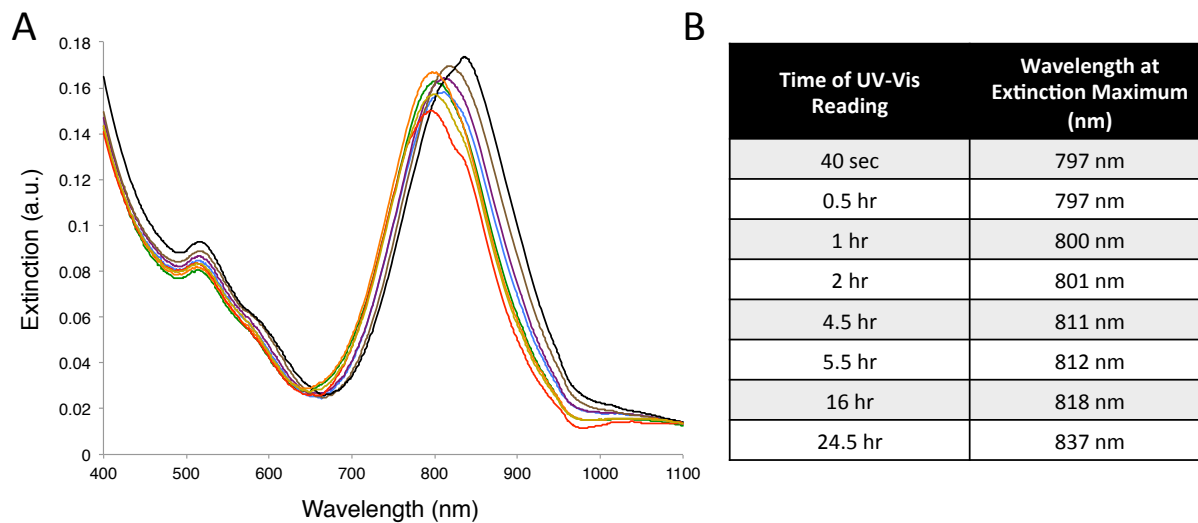 A
0.18
0.16
0.14
0.12
0.1
0.08
0.06
0.04
0.02
0
Extinction (a.u.)
400 500 600 700 800 900 1000 1100
Wavelength (nm)
B
Time of UV-Vis
Reading
Wavelength at
Extinction Maximum
(nm)
40 sec 797 nm
0.5 hr 797 nm
1 hr 800 nm
2 hr 801 nm
4.5 hr 811 nm
5.5 hr 812 nm
16 hr 818 nm
24.5 hr 837 nm